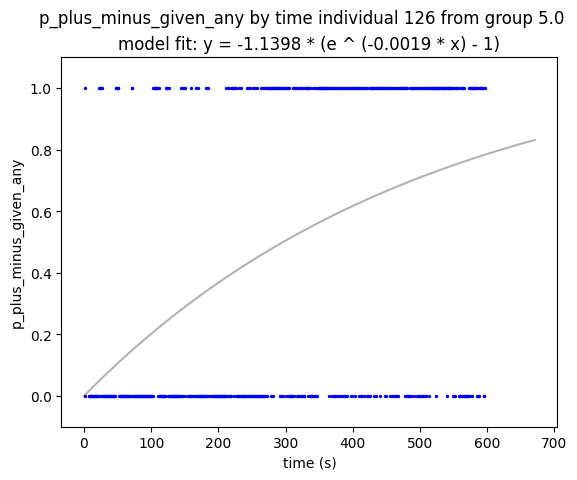 p_plus_minus_given_any by time individual 126 from group 5.0
model fit: y = -1.1398 * (e ^ (-0.0019 * x) - 1)
1.0
0.8
0.6
0.4
0.2
0.0
p_plus_minus_given_any
0 100 200 300 400 500 600 700
time (s)